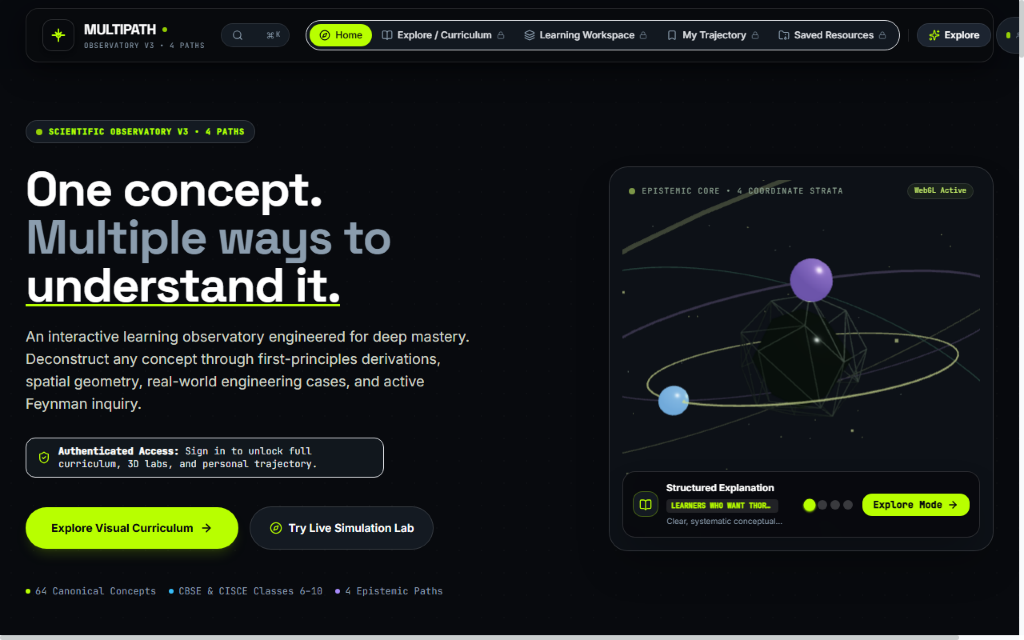 MULTIPATH
OBSERVATORY V3 • 4 PATHS
⌘K
Home
Explore / Curriculum
Learning Workspace
My Trajectory
Saved Resources
Explore
SCIENTIFIC OBSERVATORY V3 • 4 PATHS
One concept.
Multiple ways to
understand it.
An interactive learning observatory engineered for deep mastery.
Deconstruct any concept through first-principles derivations,
spatial geometry, real-world engineering cases, and active
Feynman inquiry.
Authenticated Access: Sign in to unlock full
curriculum, 3D labs, and personal trajectory.
Explore Visual Curriculum →
Try Live Simulation Lab
64 Canonical Concepts
CBSE & CISCE Classes 6–10
4 Epistemic Paths
EPISTEMIC CORE • 4 COORDINATE STRATA
WebGL Active
Structured Explanation
LEARNERS WHO WANT THOR…
Clear, systematic conceptual...
Explore Mode →